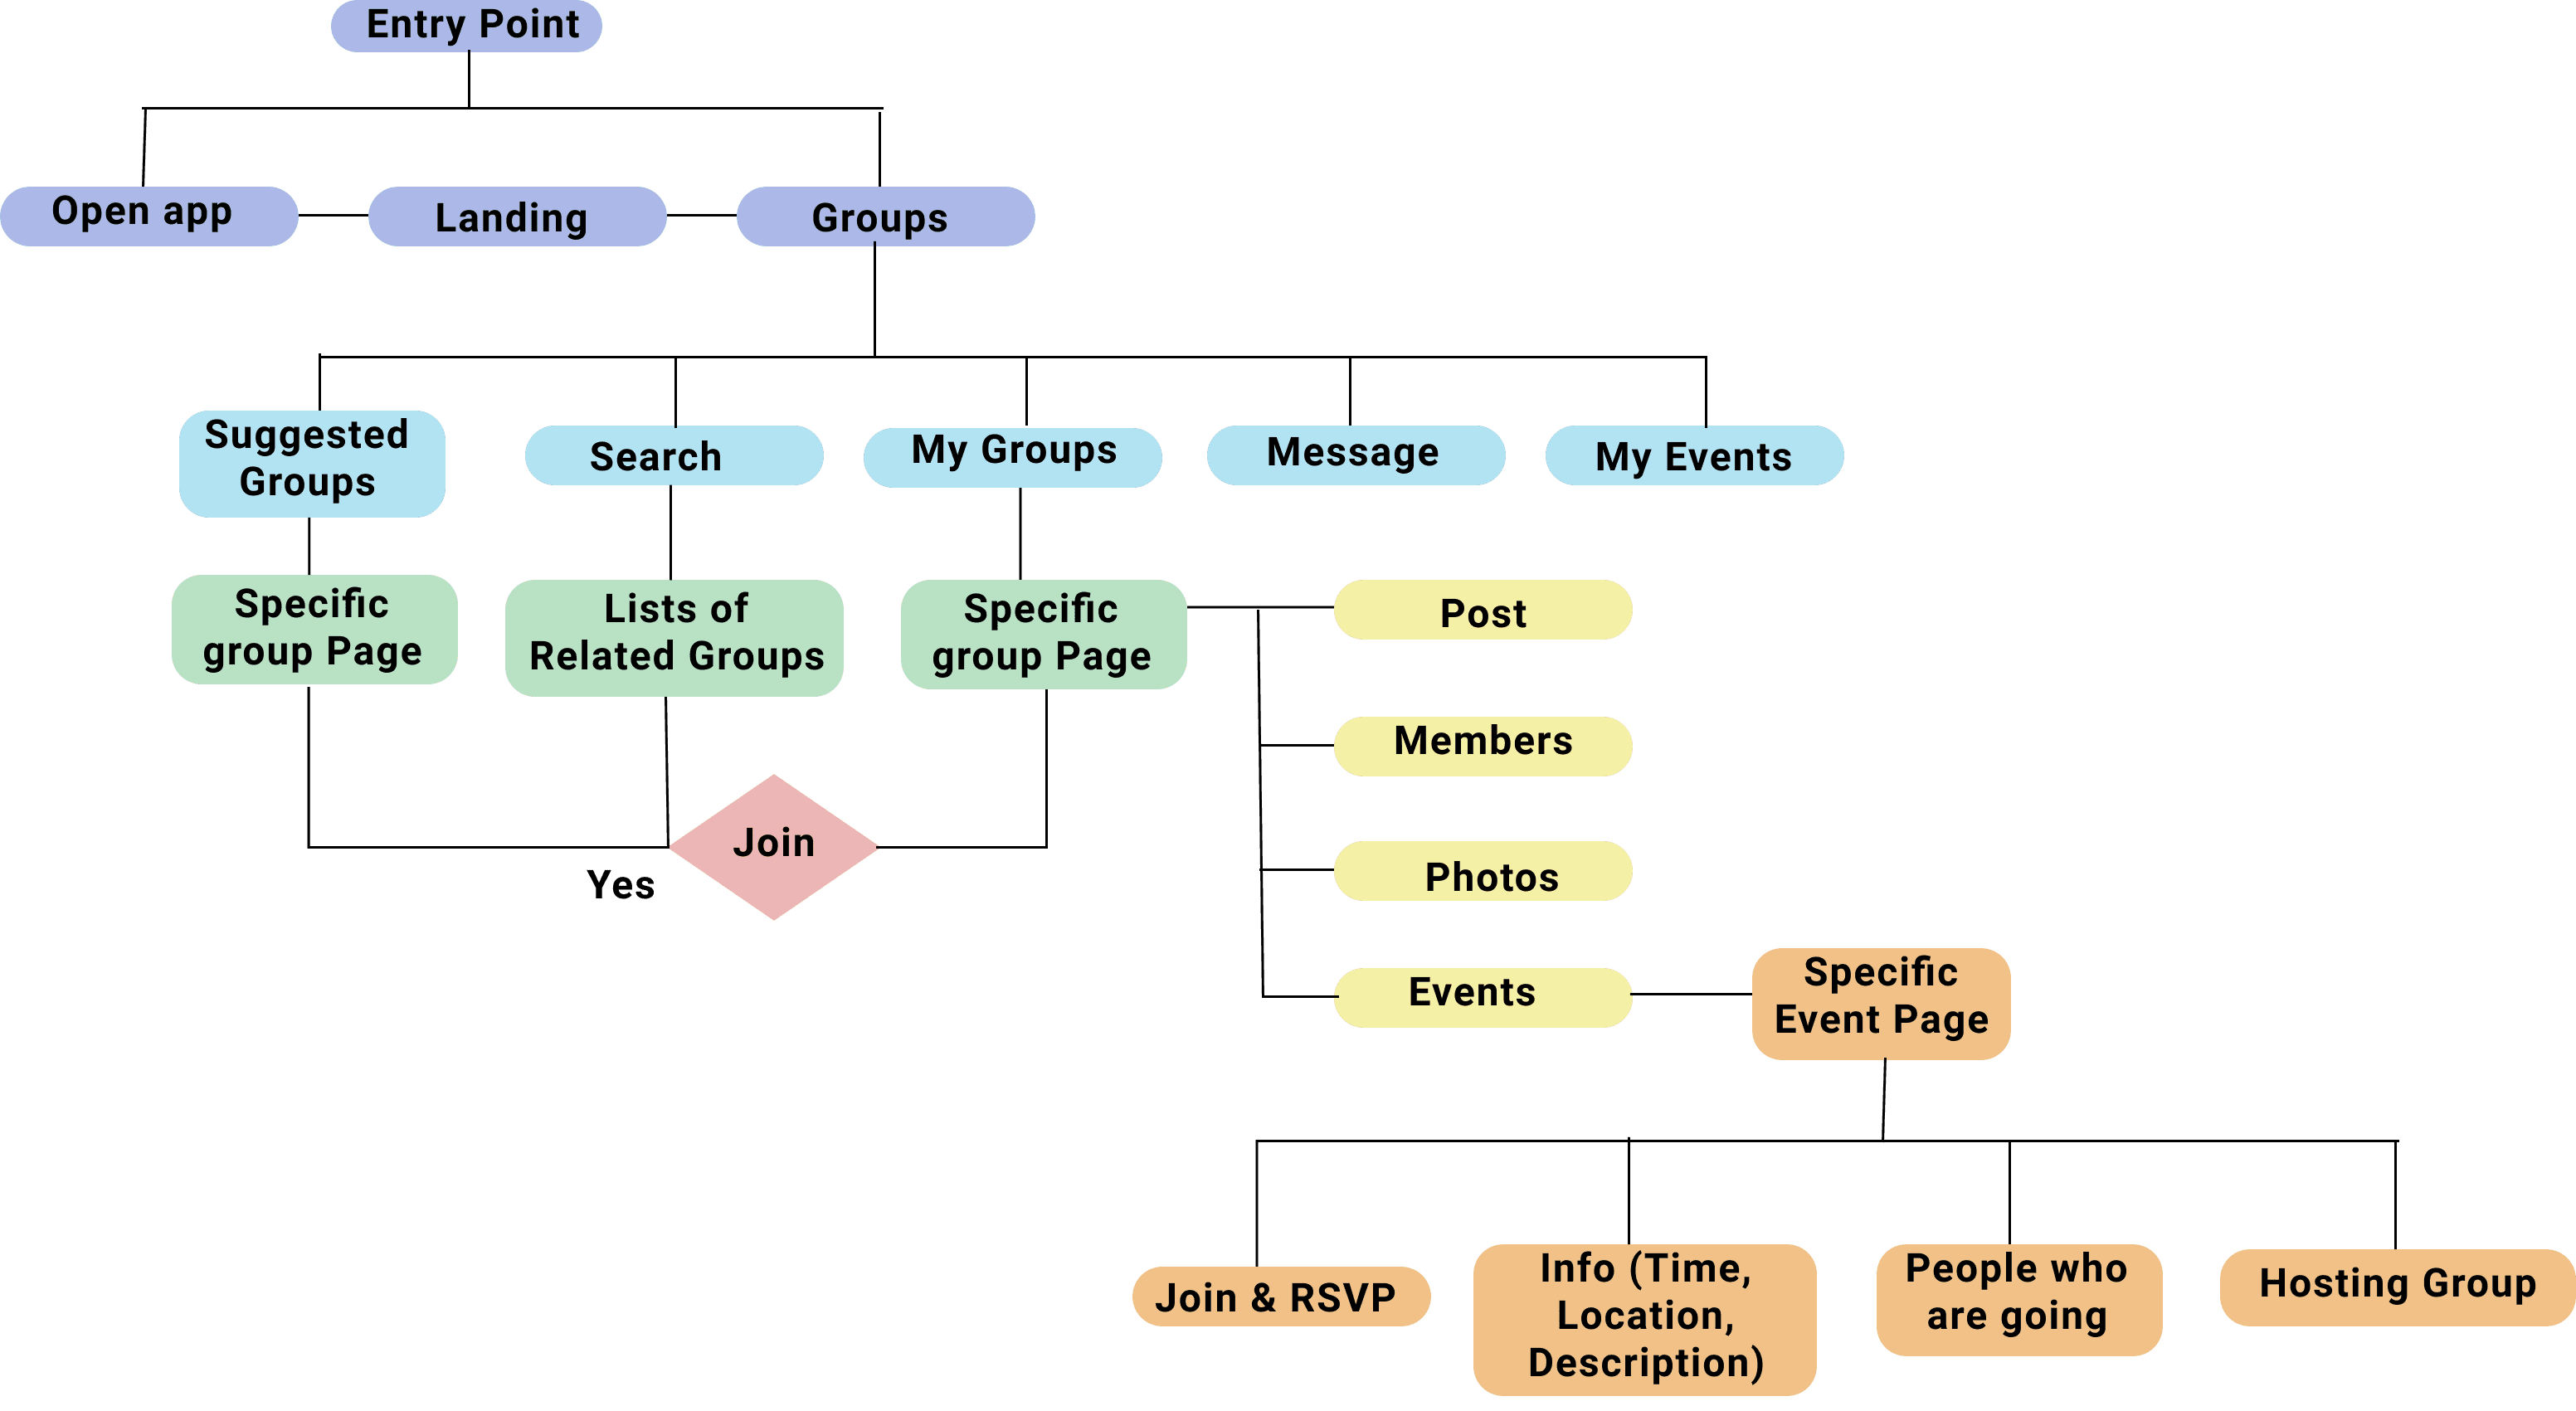 Entry Point
Open app
Landing
Groups
Suggested
Groups
Search
My Groups
Message
My Events
Specific
group Page
Lists of
Related Groups
Specific
group Page
Post
Members
Photos
Events
Join
Yes
Specific
Event Page
Join & RSVP
Info (Time,
Location,
Description)
People who
are going
Hosting Group